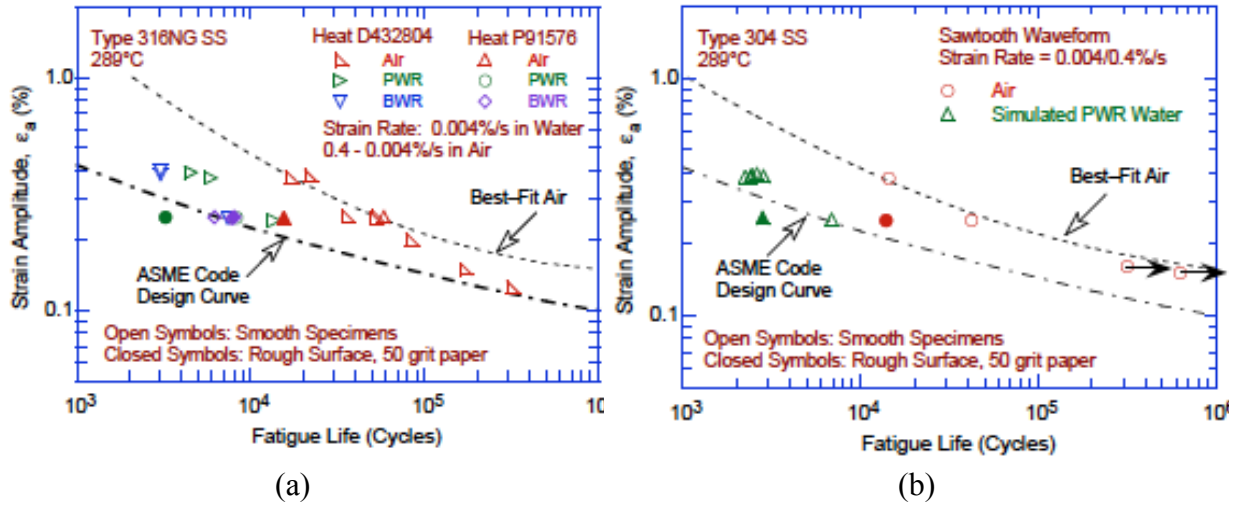 Type 316NG SS
289°C
Heat D432804
Air
PWR
BWR
Heat P91576
Air
PWR
BWR
Strain Rate: 0.004%/s in Water
0.4 - 0.004%/s in Air
Best–Fit Air
ASME Code
Design Curve
Open Symbols: Smooth Specimens
Closed Symbols: Rough Surface, 50 grit paper
Strain Amplitude, εa (%)
1.0
0.1
10³
10⁴
10⁵
10
Fatigue Life (Cycles)
(a)
Type 304 SS
289°C
Sawtooth Waveform
Strain Rate = 0.004/0.4%/s
Air
Simulated PWR Water
Best–Fit Air
ASME Code
Design Curve
Open Symbols: Smooth Specimens
Closed Symbols: Rough Surface, 50 grit paper
Strain Amplitude, εa (%)
1.0
0.1
10³
10⁴
10⁵
10⁶
Fatigue Life (Cycles)
(b)